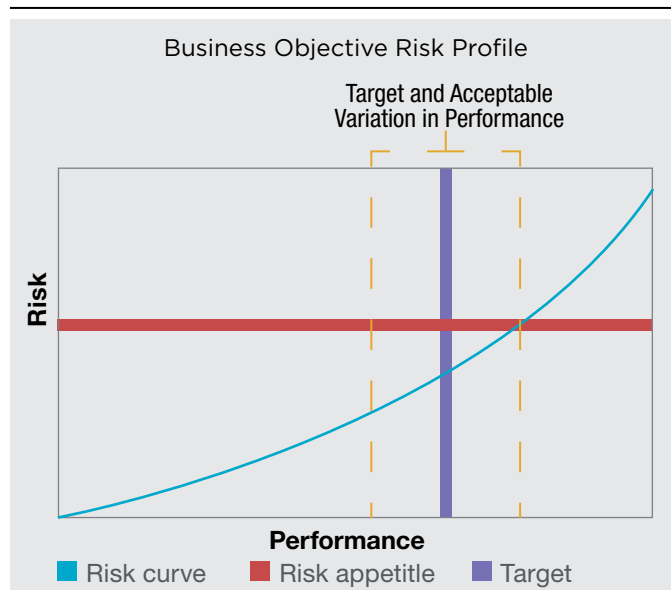 Business Objective Risk Profile
Target and Acceptable
Variation in Performance
Risk
Performance
Risk curve Risk appetitle Target